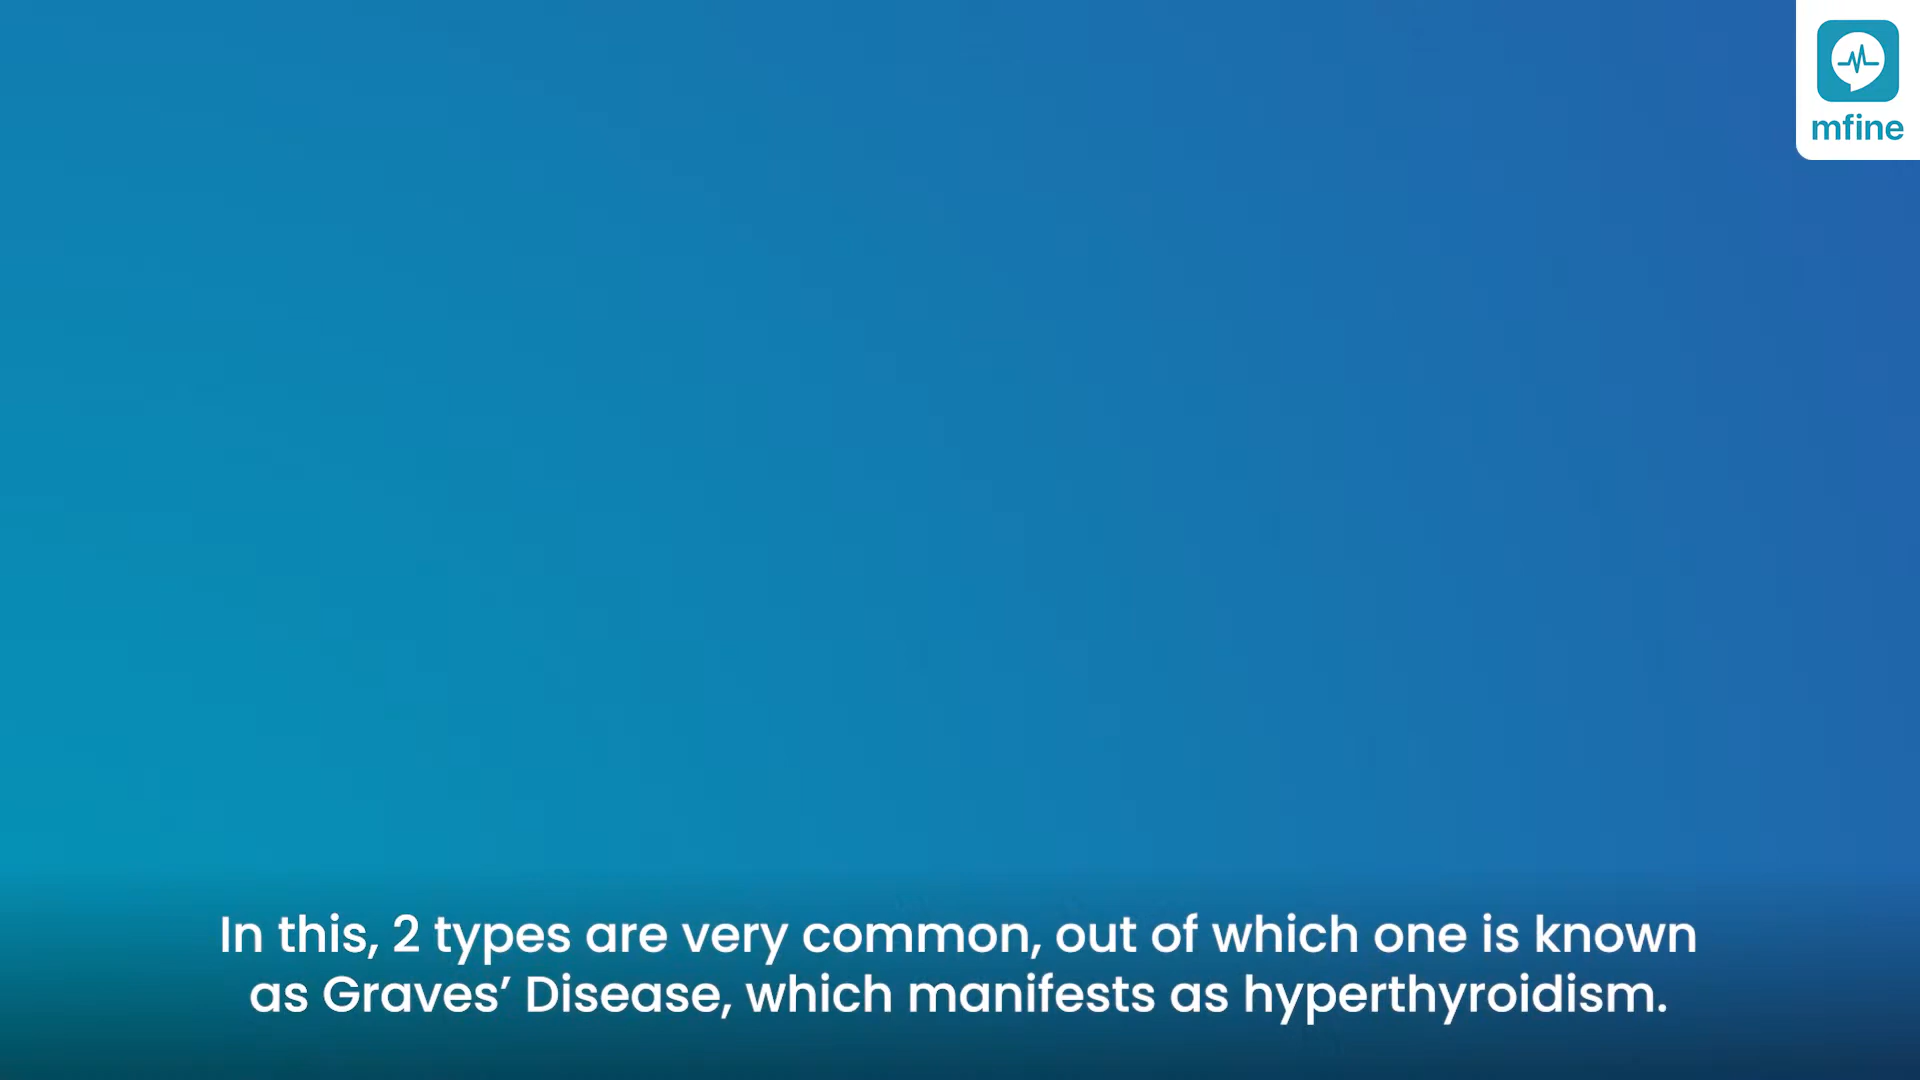 mfine
In this, 2 types are very common, out of which one is known
as Graves’ Disease, which manifests as hyperthyroidism.